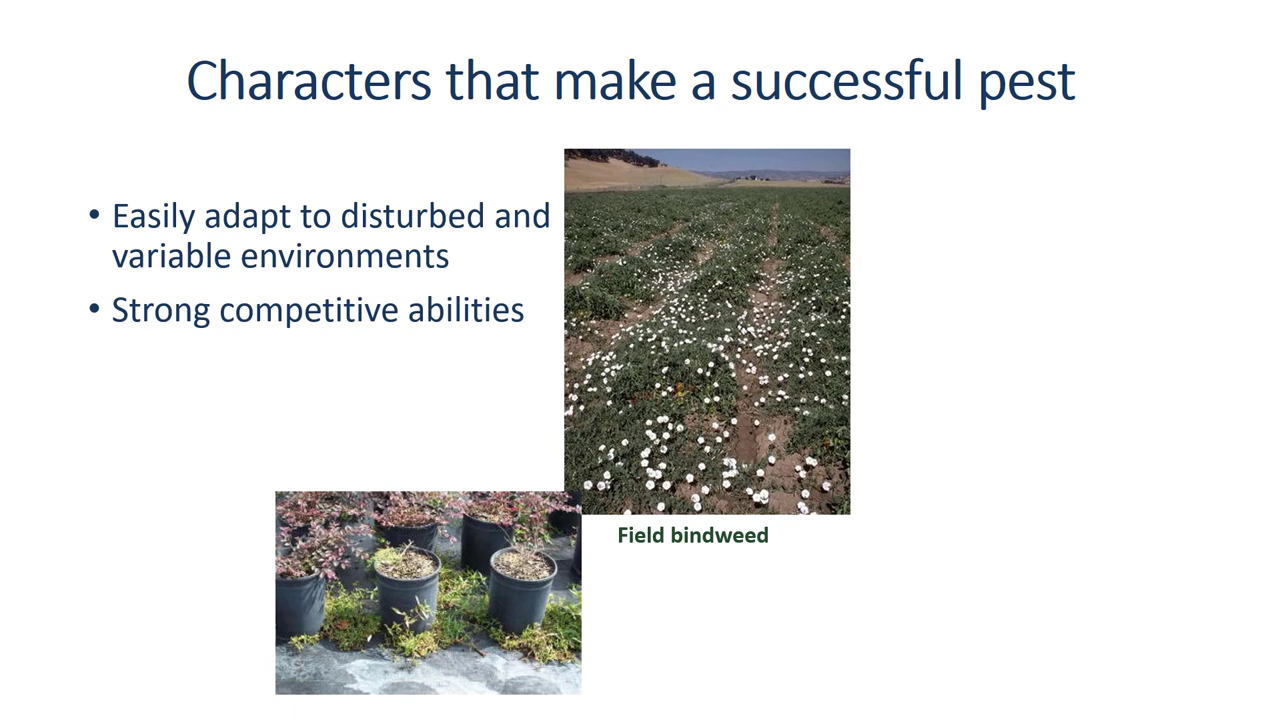 Characters that make a successful pest
• Easily adapt to disturbed and
variable environments
• Strong competitive abilities
Field bindweed